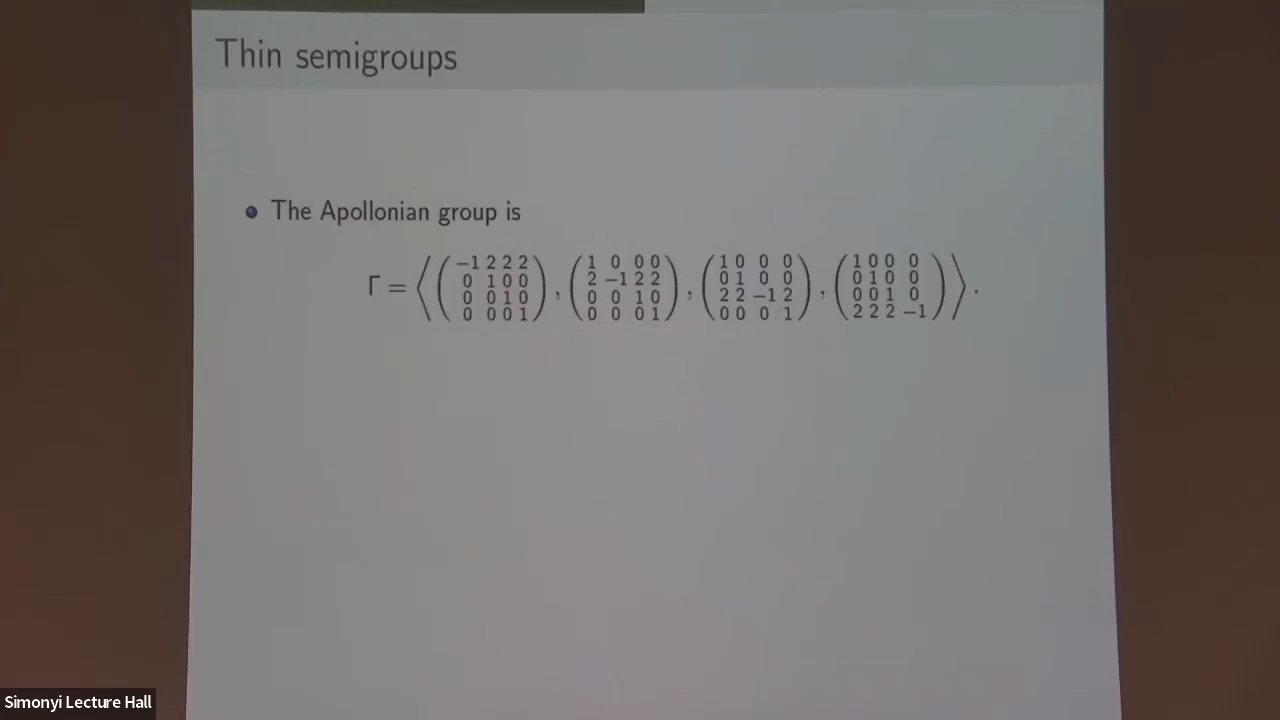 Thin semigroups
The Apollonian group is
Γ = ⟨ ( −1 2 2 2 ; 0 1 0 0 ; 0 0 1 0 ; 0 0 0 1 ) , ( 1 0 0 0 ; 2 −1 2 2 ; 0 0 1 0 ; 0 0 0 1 ) , ( 1 0 0 0 ; 0 1 0 0 ; 2 2 −1 2 ; 0 0 0 1 ) , ( 1 0 0 0 ; 0 1 0 0 ; 0 0 1 0 ; 2 2 2 −1 ) ⟩ .
Simonyi Lecture Hall